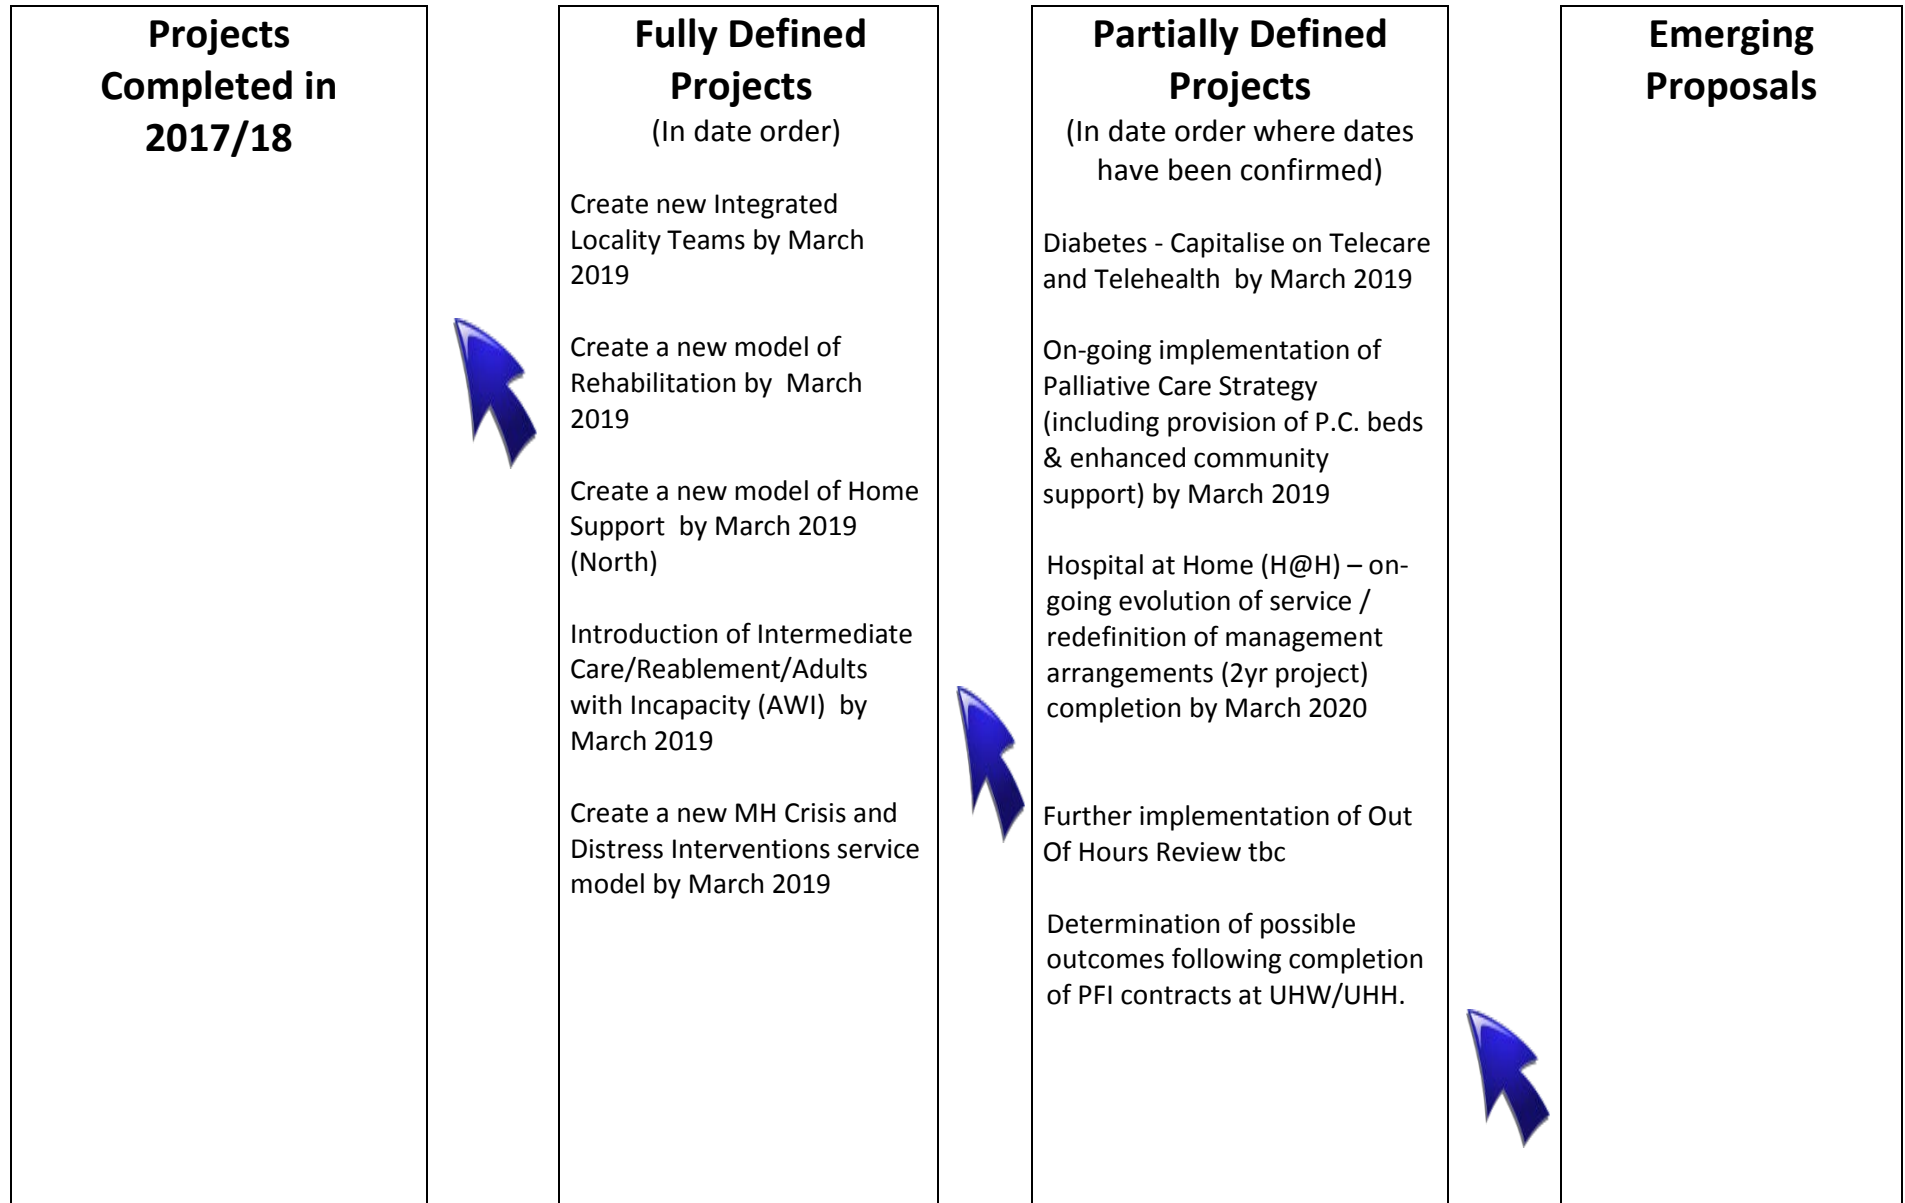 Projects
Completed in
2017/18
Fully Defined
Projects
(In date order)
Create new Integrated
Locality Teams by March
2019
Create a new model of
Rehabilitation by  March
2019
Create a new model of Home
Support  by March 2019
(North)
Introduction of Intermediate
Care/Reablement/Adults
with Incapacity (AWI)  by
March 2019
Create a new MH Crisis and
Distress Interventions service
model by March 2019
Partially Defined
Projects
(In date order where dates
have been confirmed)
Diabetes - Capitalise on Telecare
and Telehealth  by March 2019
On-going implementation of
Palliative Care Strategy
(including provision of P.C. beds
& enhanced community
support) by March 2019
Hospital at Home (H@H) – on-
going evolution of service /
redefinition of management
arrangements (2yr project)
completion by March 2020
Further implementation of Out
Of Hours Review tbc
Determination of possible
outcomes following completion
of PFI contracts at UHW/UHH.
Emerging
Proposals